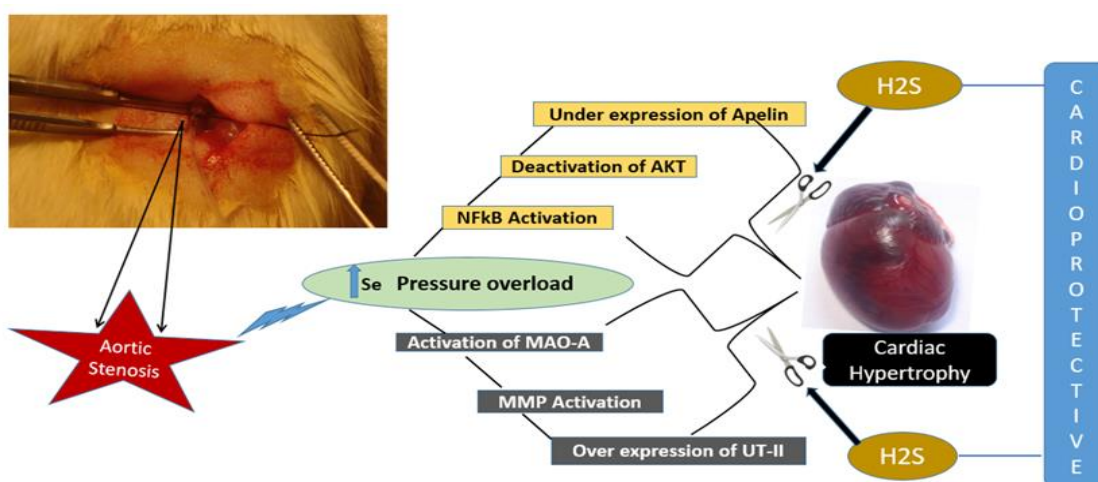 H2S
Under expression of Apelin
Deactivation of AKT
NFkB Activation
Se Pressure overload
Aortic
Stenosis
Activation of MAO-A
MMP Activation
Over expression of UT-II
Cardiac
Hypertrophy
H2S
CARDIOPROTECTIVE